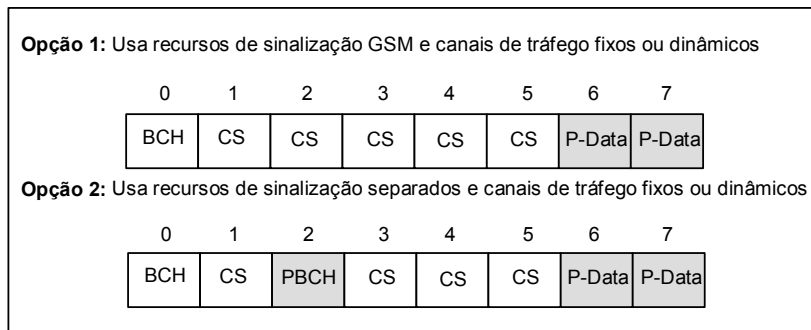 Opção 1: Usa recursos de sinalização GSM e canais de tráfego fixos ou dinâmicos
0 1 2 3 4 5 6 7
BCH CS CS CS CS CS P-Data P-Data
Opção 2: Usa recursos de sinalização separados e canais de tráfego fixos ou dinâmicos
0 1 2 3 4 5 6 7
BCH CS PBCH CS CS CS P-Data P-Data